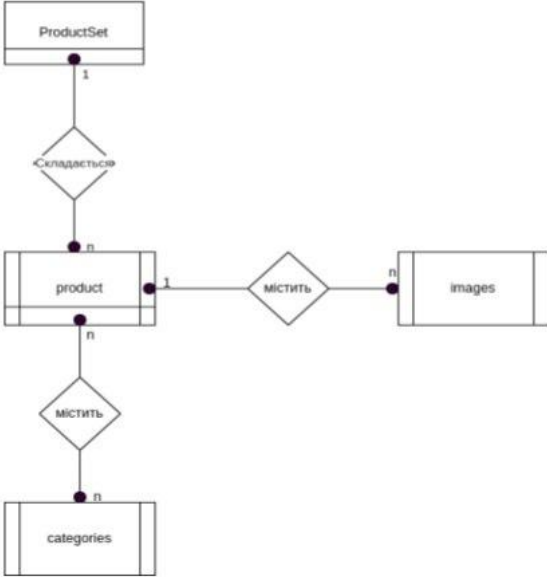 ProductSet
1
Складається
n
product
1
містить
n
images
n
містить
n
categories